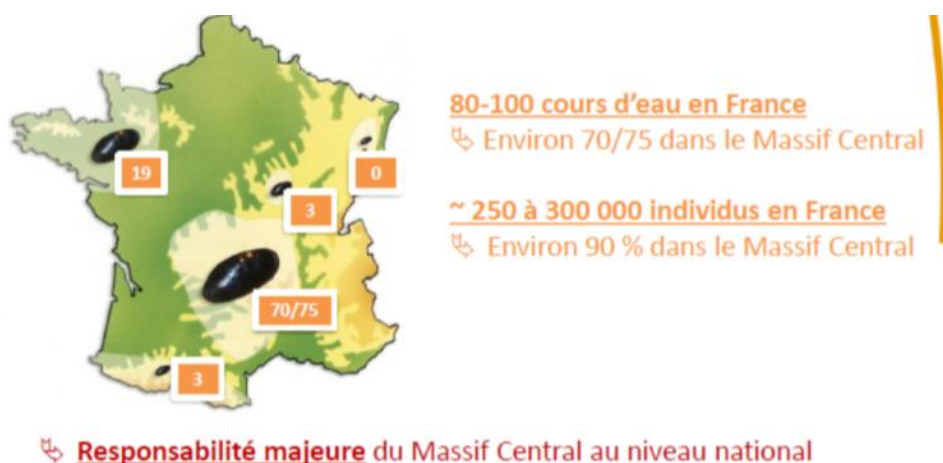 80-100 cours d'eau en France
Environ 70/75 dans le Massif Central
~ 250 à 300 000 individus en France
Environ 90 % dans le Massif Central
19
0
3
70/75
3
Responsabilité majeure du Massif Central au niveau national